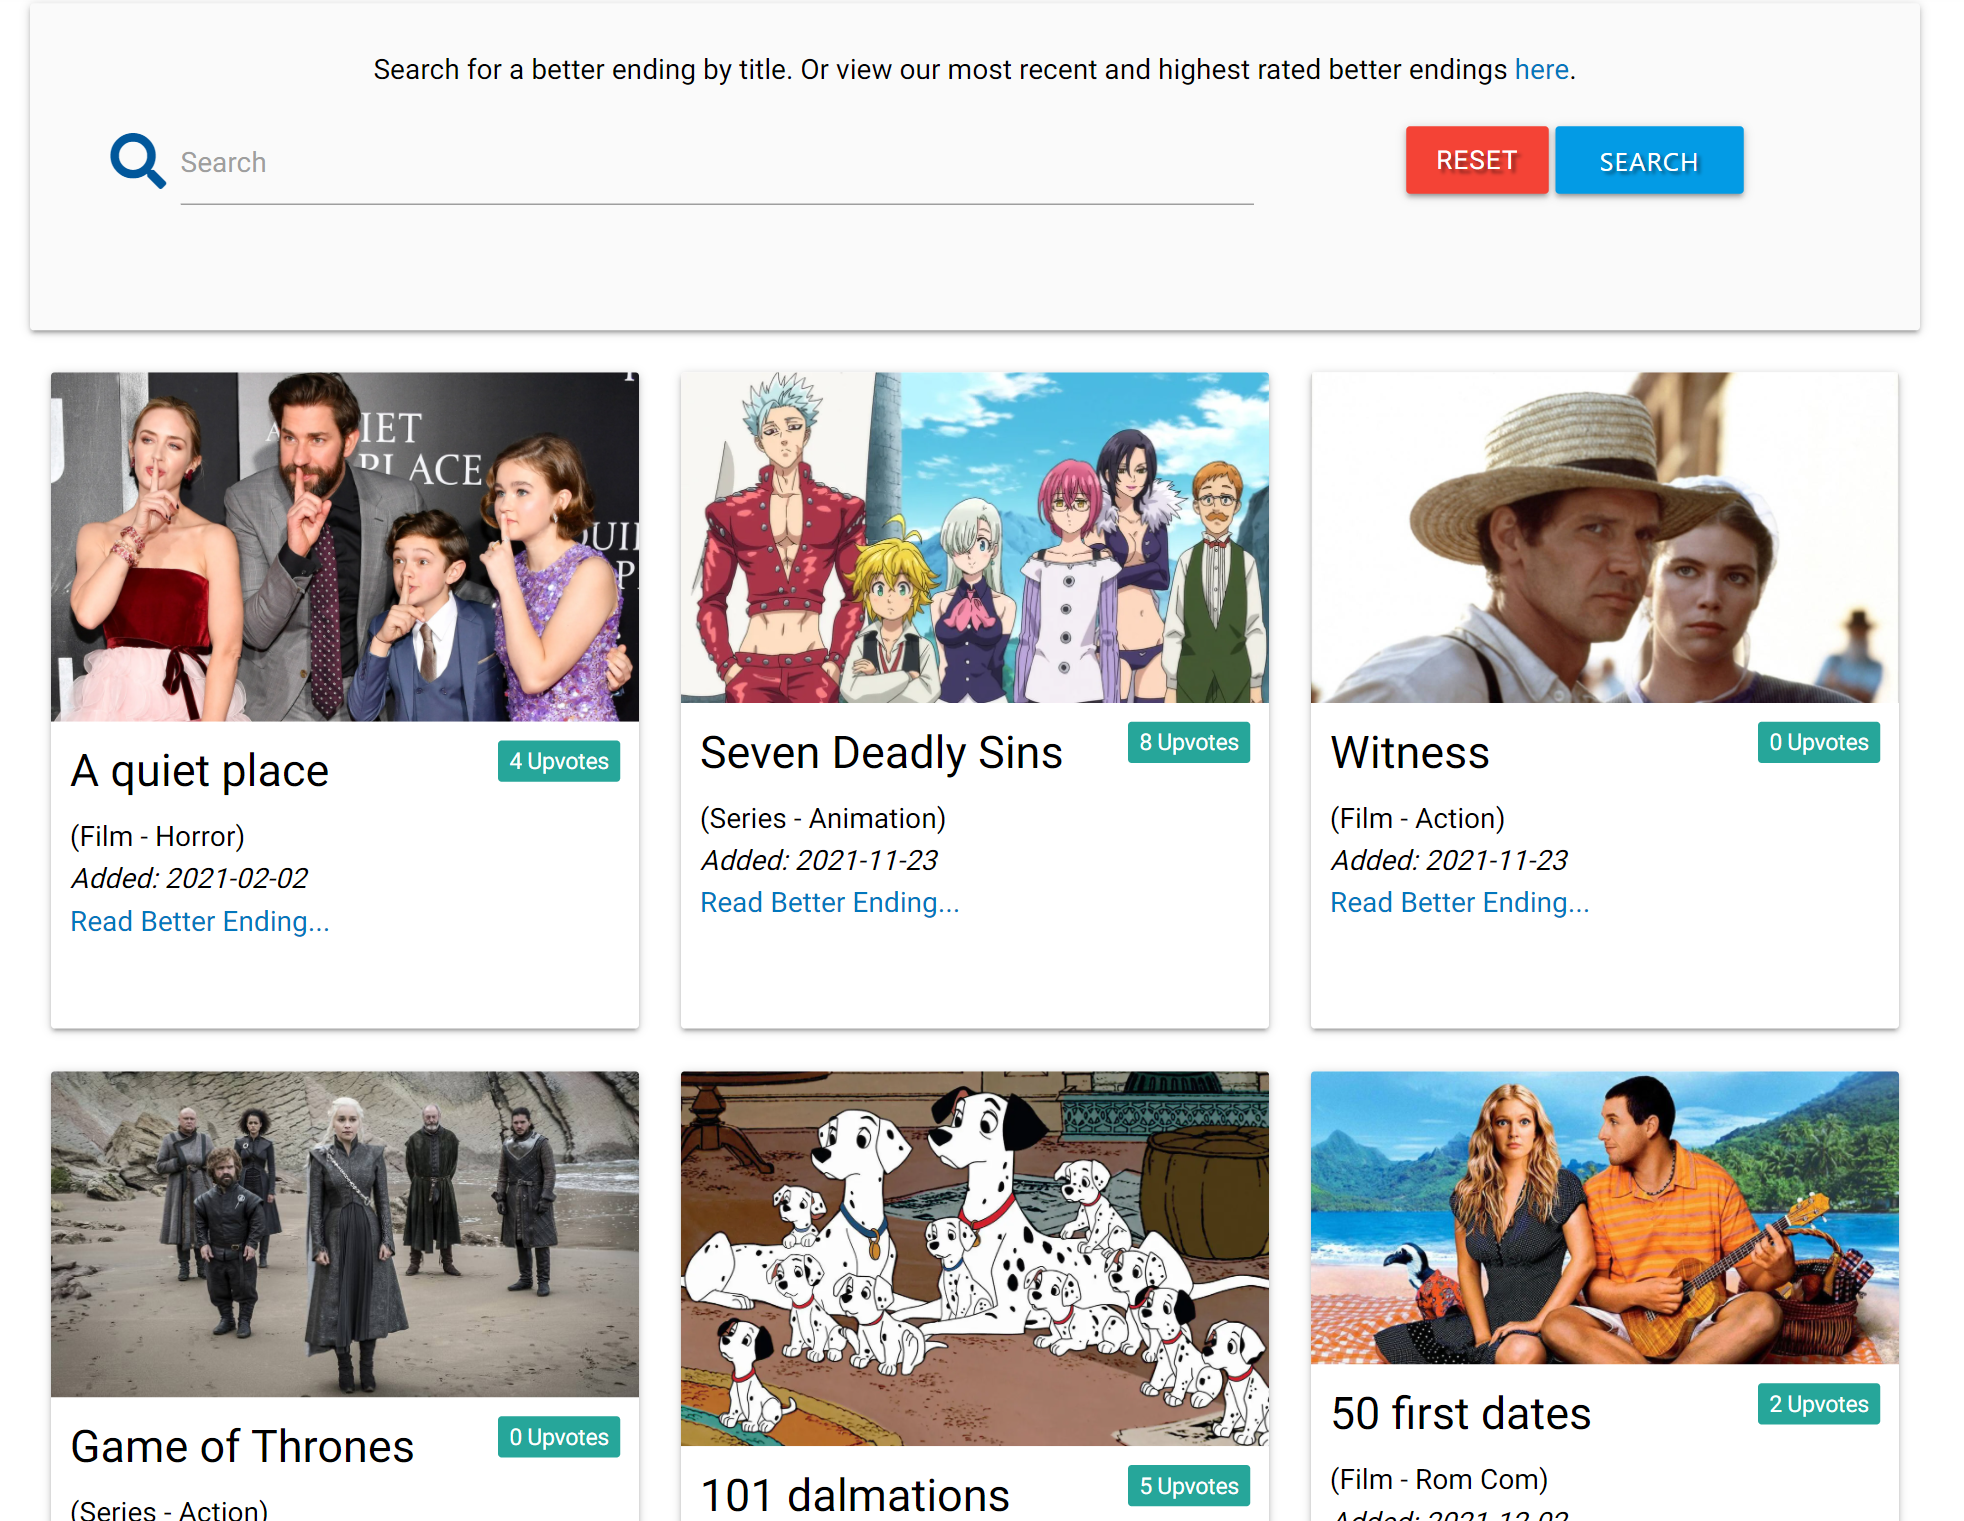 Search for a better ending by title. Or view our most recent and highest rated better endings here.
Search
RESET
SEARCH
IET
PLACE
A quiet place
4 Upvotes
(Film - Horror)
Added: 2021-02-02
Read Better Ending...
Seven Deadly Sins
8 Upvotes
(Series - Animation)
Added: 2021-11-23
Read Better Ending...
Witness
0 Upvotes
(Film - Action)
Added: 2021-11-23
Read Better Ending...
Game of Thrones
0 Upvotes
(Series - Action)
101 dalmations
5 Upvotes
50 first dates
2 Upvotes
(Film - Rom Com)
Added: 2021-12-02